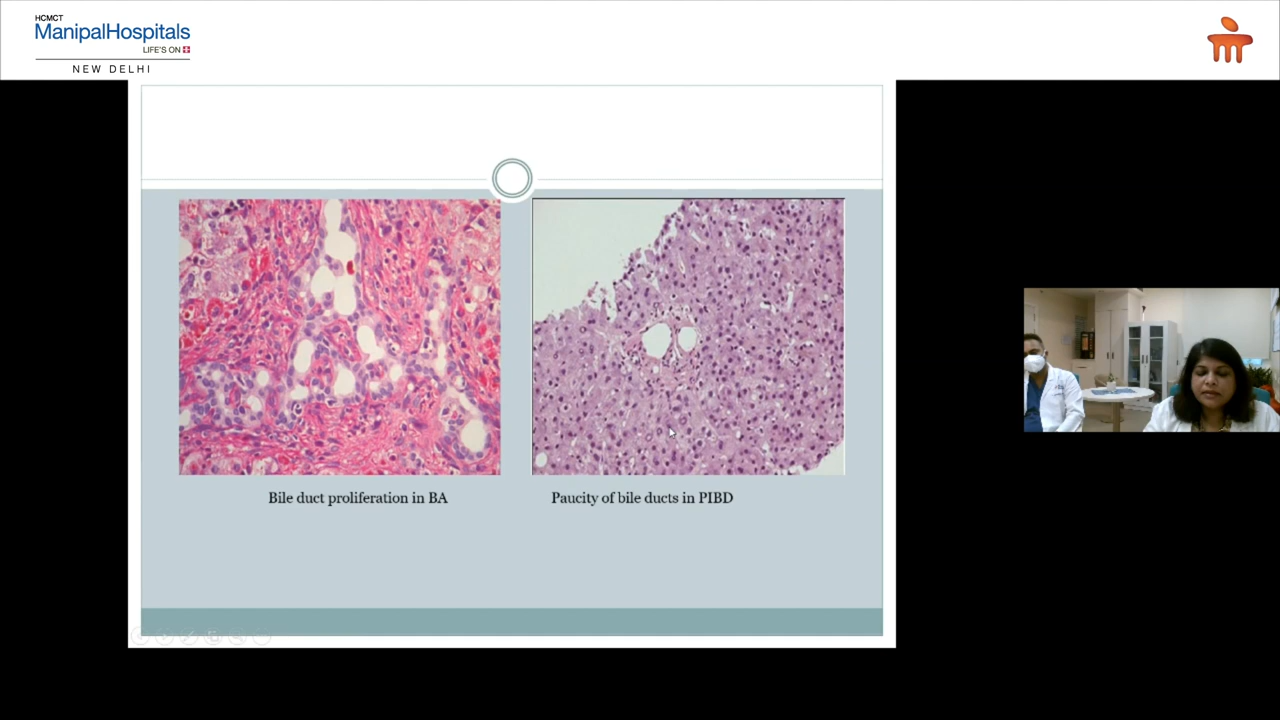 HCMCT
ManipalHospitals
LIFE'S ON
NEW DELHI
Bile duct proliferation in BA
Paucity of bile ducts in PIBD